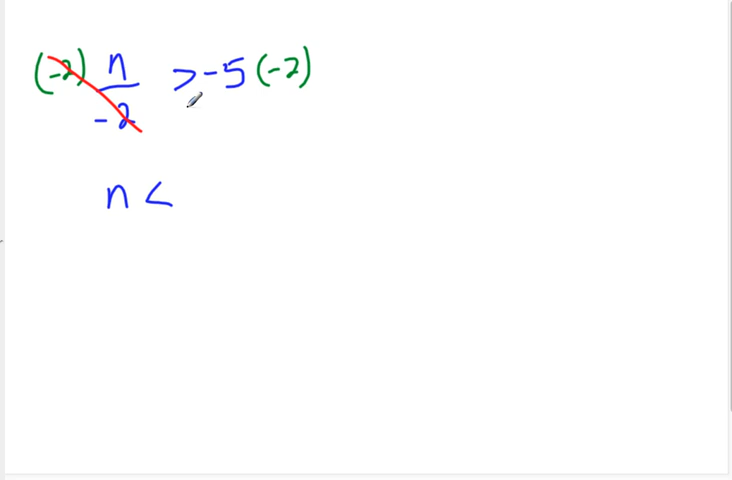 (-2) n/-2 > -5 (-2)
n <